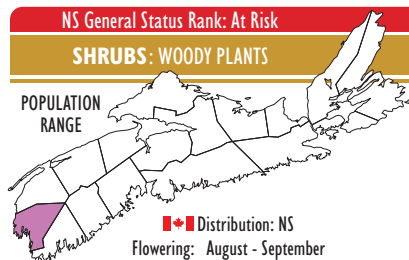 NS General Status Rank: At Risk
SHRUBS: WOODY PLANTS
POPULATION
RANGE
Distribution: NS
Flowering: August - September